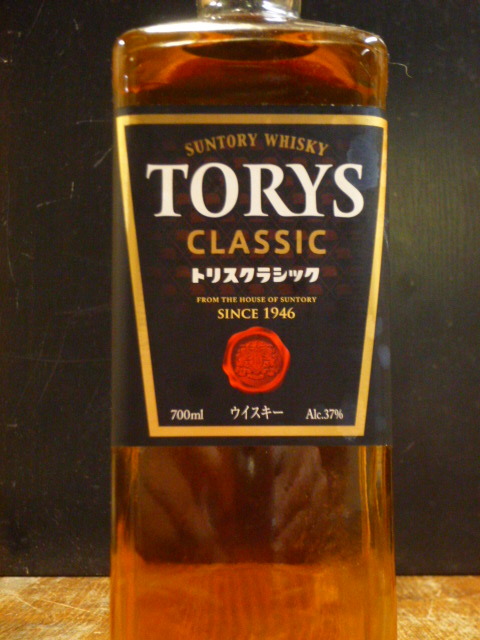 SUNTORY WHISKY
TORYS
CLASSIC
トリスクラシック
FROM THE HOUSE OF SUNTORY
SINCE 1946
700ml ウイスキー Alc.37%